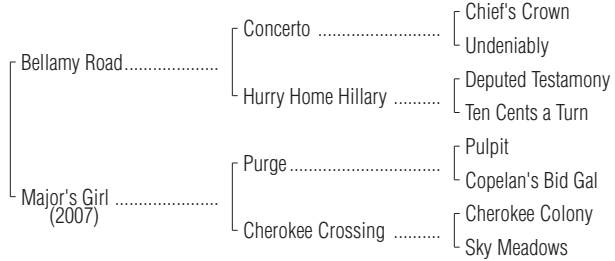 Chief's Crown
Concerto ..........................
Undeniably
Bellamy Road....................
Deputed Testamony
Hurry Home Hillary ..........
Ten Cents a Turn
Pulpit
Purge................................
Copelan's Bid Gal
Major's Girl ......................
(2007)
Cherokee Colony
Cherokee Crossing ..........
Sky Meadows